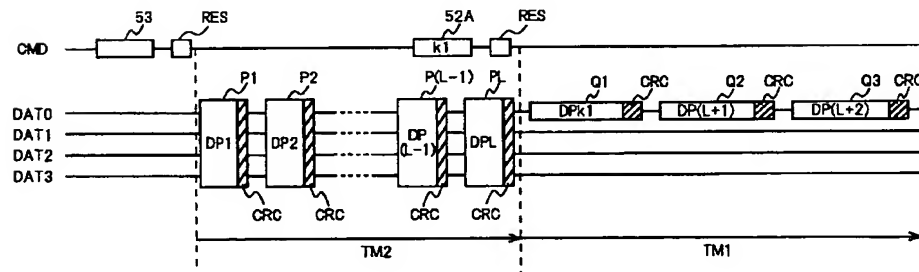 53 RES 52A RES
CMD k1
P1 P2 P(L-1) PL Q1 CRC Q2 CRC Q3 CRC
DAT0 DPk1 DP(L+1) DP(L+2)
DAT1 DP1 DP2 DP (L-1) DPL
DAT2
DAT3
CRC CRC CRC CRC
TM2 TM1